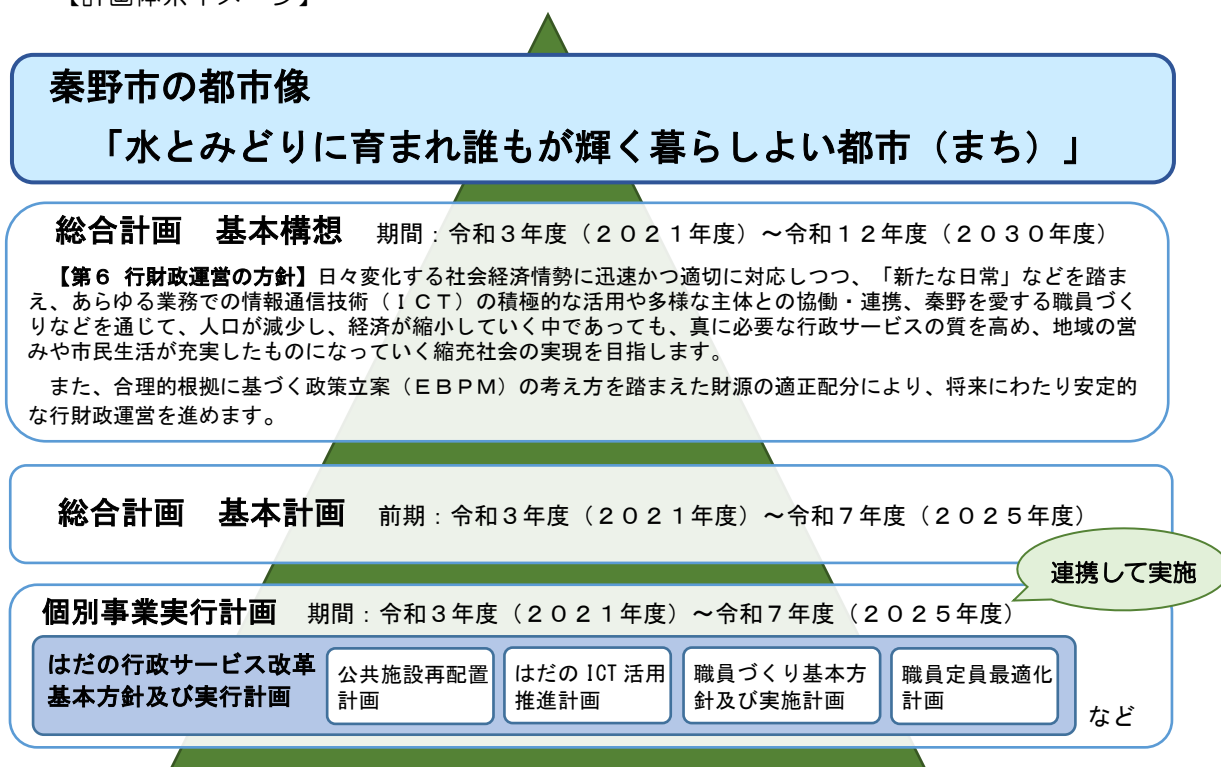 【計画体系イメージ】
秦野市の都市像
「水とみどりに育まれ誰もが輝く暮らしよい都市（まち）」
総合計画　基本構想　期間：令和３年度（２０２１年度）～令和１２年度（２０３０年度）
【第６ 行財政運営の方針】日々変化する社会経済情勢に迅速かつ適切に対応しつつ、「新たな日常」などを踏ま
え、あらゆる業務での情報通信技術（ＩＣＴ）の積極的な活用や多様な主体との協働・連携、秦野を愛する職員づく
りなどを通じて、人口が減少し、経済が縮小していく中であっても、真に必要な行政サービスの質を高め、地域の営
みや市民生活が充実したものになっていく縮充社会の実現を目指します。
また、合理的根拠に基づく政策立案（ＥＢＰＭ）の考え方を踏まえた財源の適正配分により、将来にわたり安定的
な行財政運営を進めます。
総合計画　基本計画　前期：令和３年度（２０２１年度）～令和７年度（２０２５年度）
連携して実施
個別事業実行計画　期間：令和３年度（２０２１年度）～令和７年度（２０２５年度）
はだの行政サービス改革
基本方針及び実行計画
公共施設再配置
計画
はだの ICT 活用
推進計画
職員づくり基本方
針及び実施計画
職員定員最適化
計画
など